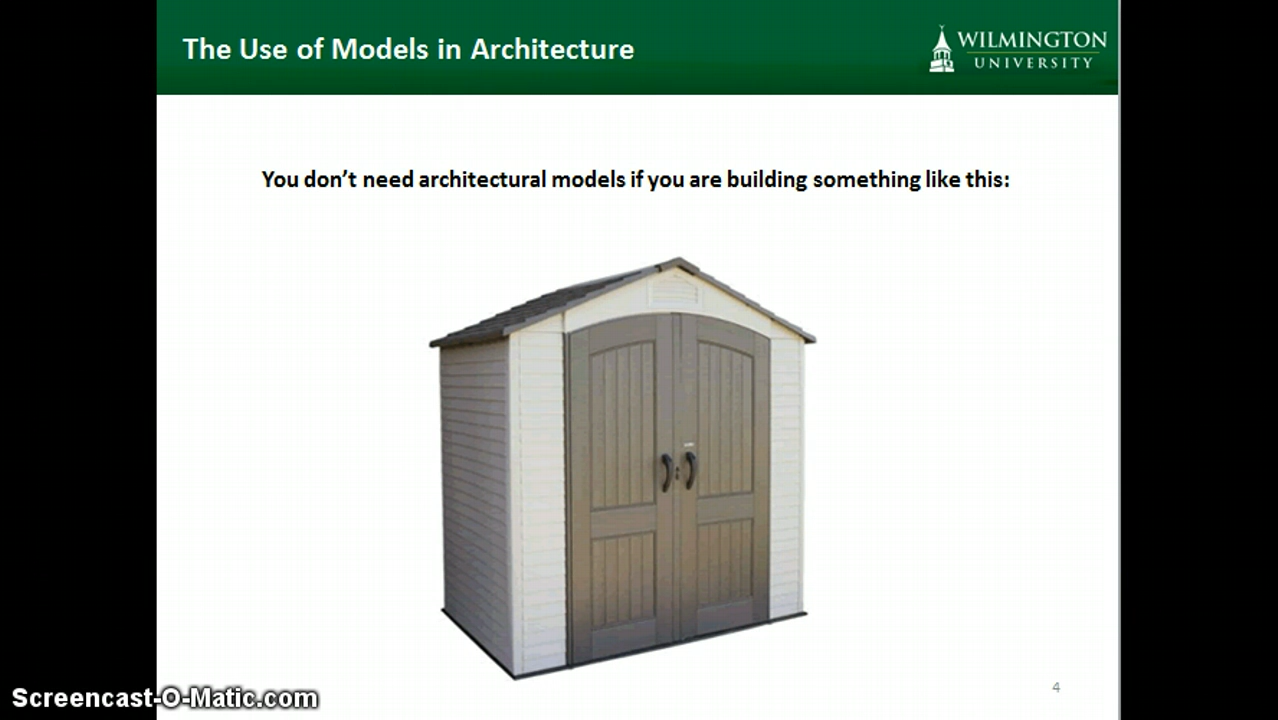 The Use of Models in Architecture
WILMINGTON
UNIVERSITY
You don't need architectural models if you are building something like this:
4
Screencast-O-Matic.com